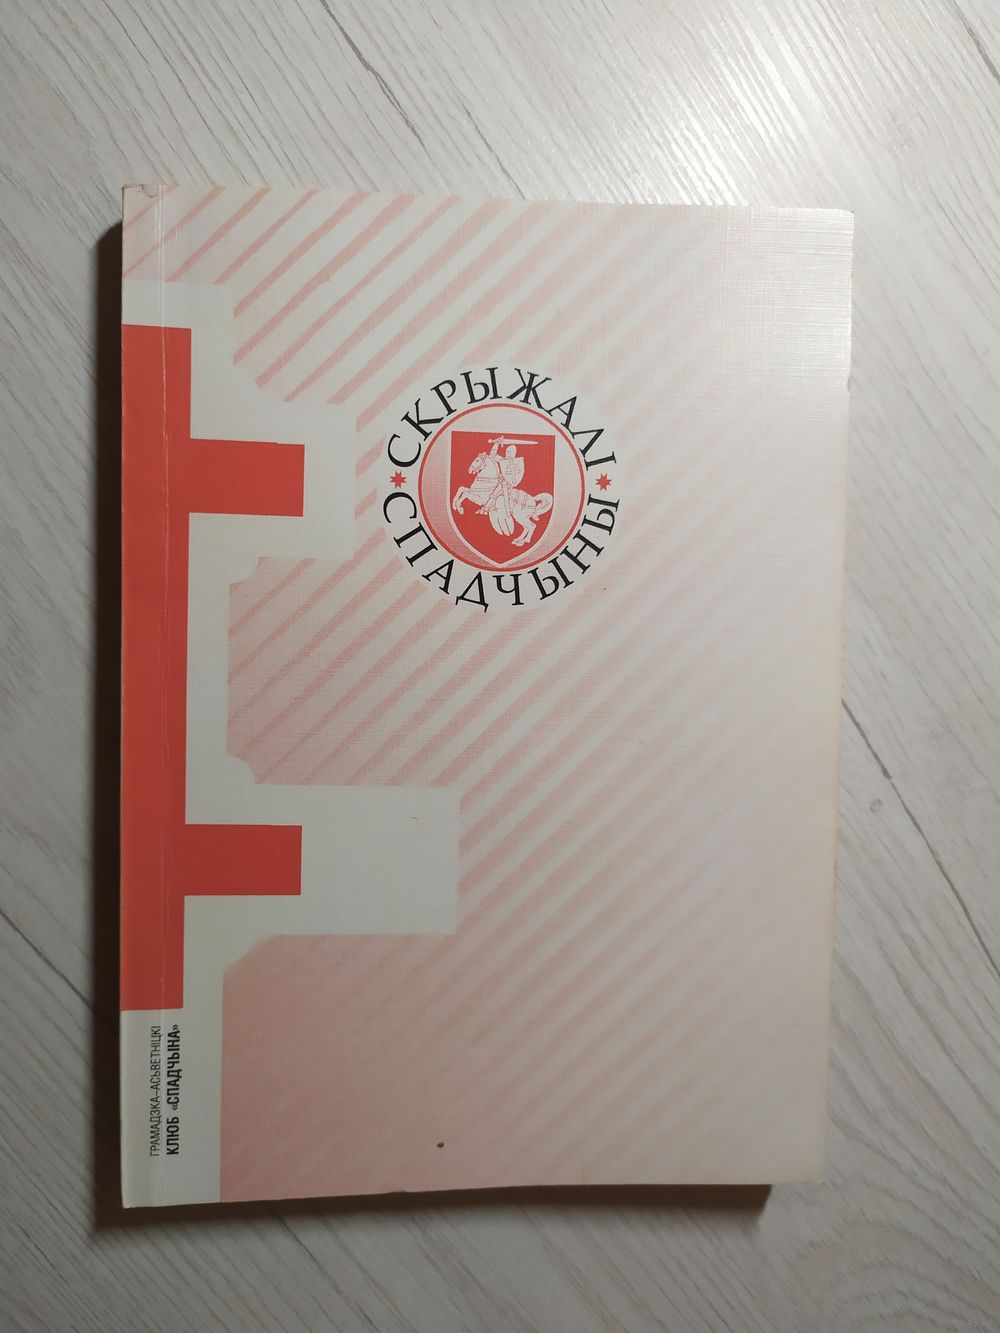 СКРЫЖАЛІ
СПАДЧЫНЫ
ГРАМАДЗКА–АСЬВЕТНІЦКІ
КЛЮБ «СПАДЧЫНА»